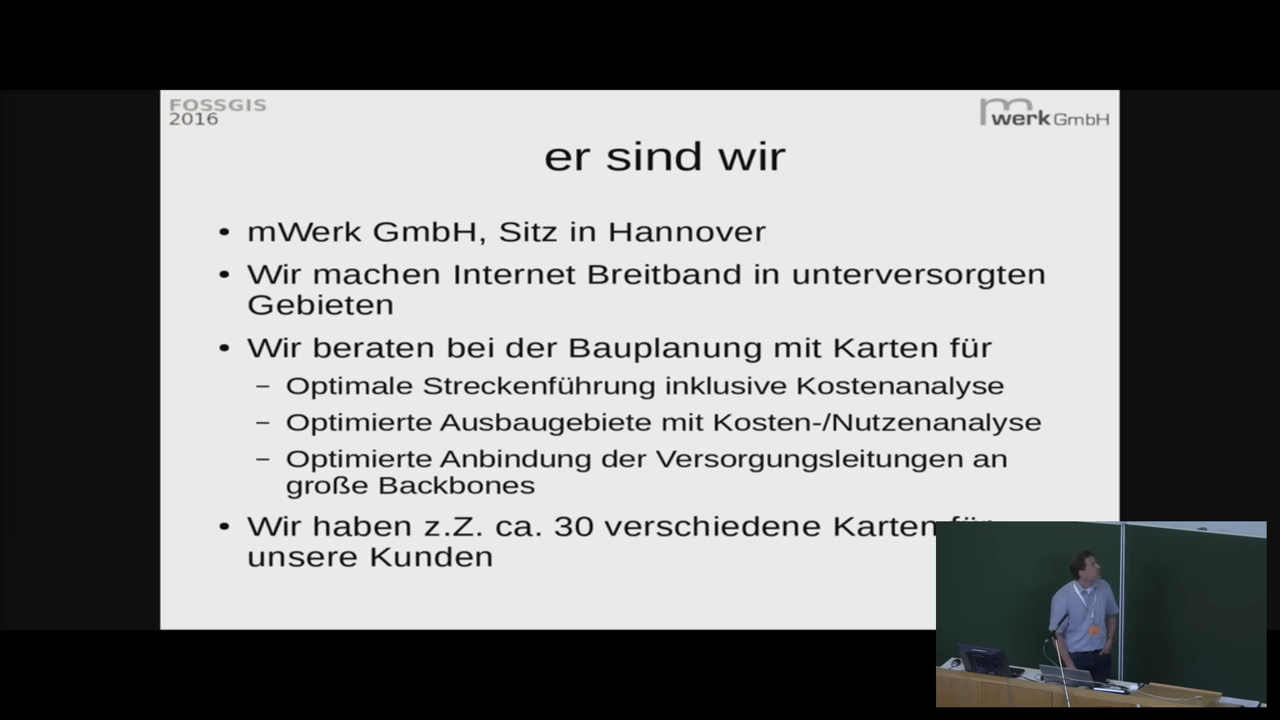 FOSSGIS
2016
mwerk GmbH
er sind wir
• mWerk GmbH, Sitz in Hannover
• Wir machen Internet Breitband in unterversorgten
Gebieten
• Wir beraten bei der Bauplanung mit Karten für
– Optimale Streckenführung inklusive Kostenanalyse
– Optimierte Ausbaugebiete mit Kosten-/Nutzenanalyse
– Optimierte Anbindung der Versorgungsleitungen an
große Backbones
• Wir haben z.Z. ca. 30 verschiedene Karten für
unsere Kunden